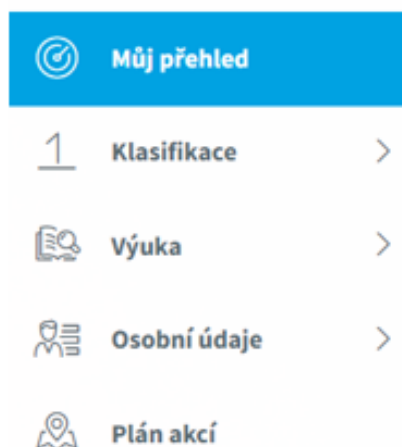 Můj přehled
1 Klasifikace
Výuka
Osobní údaje
Plán akcí